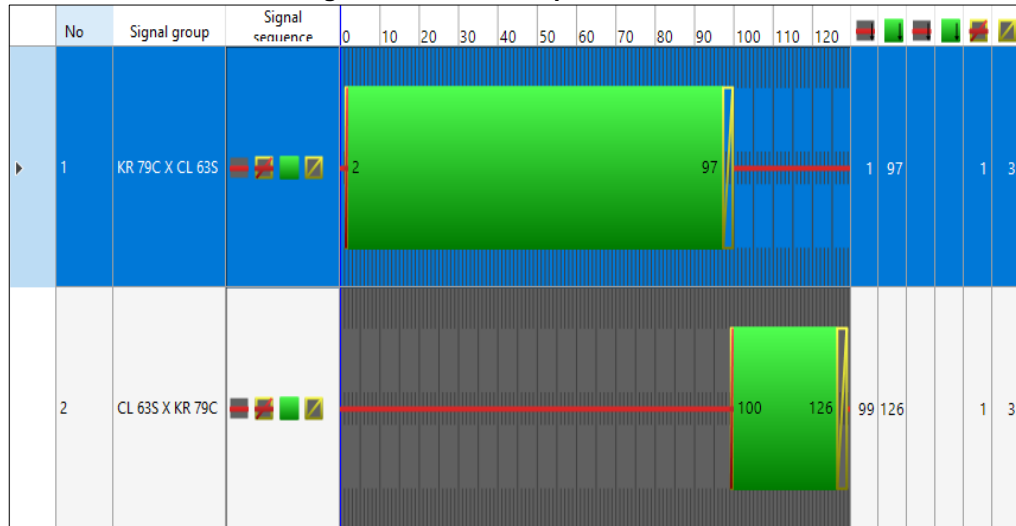 No Signal group Signal sequence 0 10 20 30 40 50 60 70 80 90 100 110 120
1 KR 79C X CL 63S 2 97 1 97 1 3
2 CL 63S X KR 79C 100 126 99 126 1 3